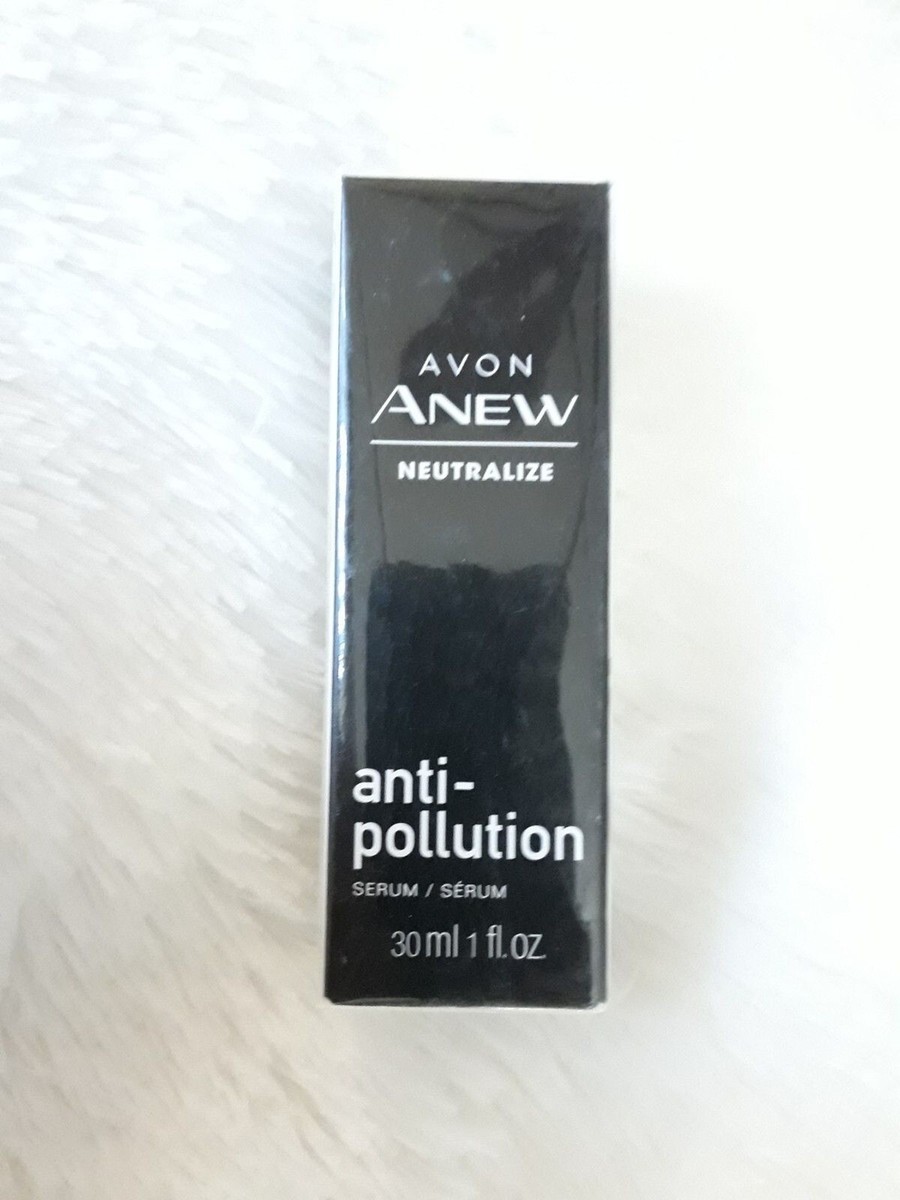 AVON
ANEW
NEUTRALIZE
anti-
pollution
SERUM / SÉRUM
30 ml 1 fl. oz.